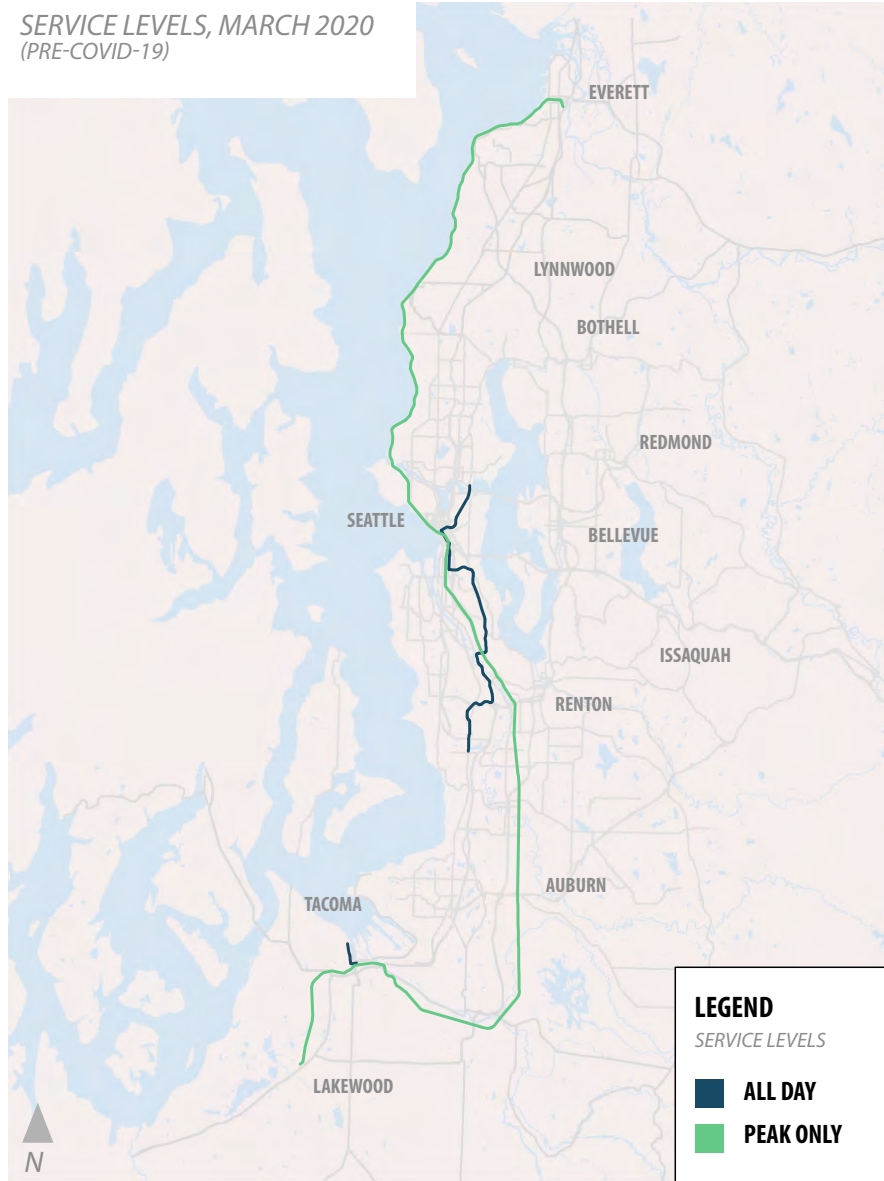 SERVICE LEVELS, MARCH 2020
(PRE-COVID-19)
EVERETT
LYNNWOOD
BOTHELL
REDMOND
SEATTLE
BELLEVUE
ISSAQUAH
RENTON
AUBURN
TACOMA
LAKEWOOD
N
LEGEND
SERVICE LEVELS
ALL DAY
PEAK ONLY